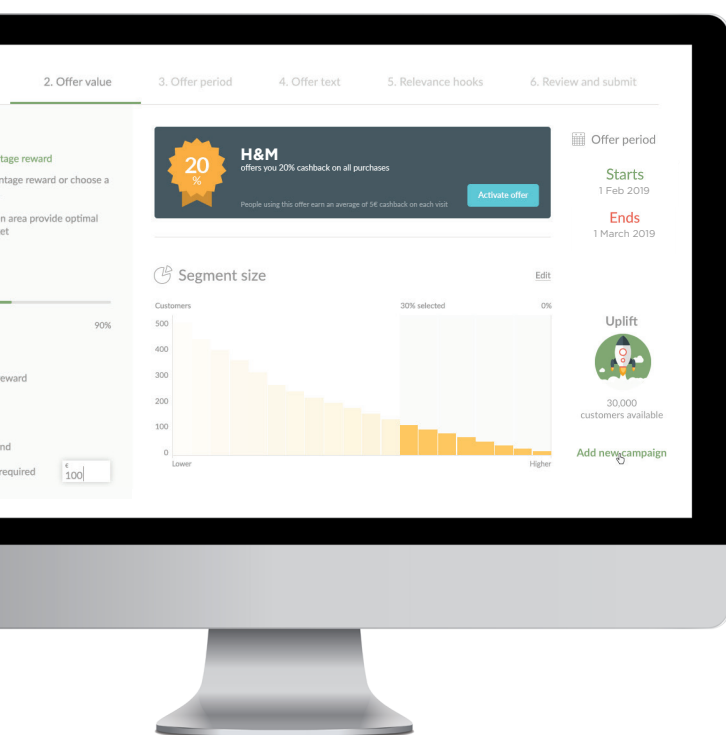 2. Offer value
3. Offer period
4. Offer text
5. Relevance hooks
6. Review and submit
tage reward
ntage reward or choose a
n area provide optimal
et
90%
eward
nd
required
€
100
20
%
H&M
offers you 20% cashback on all purchases
People using this offer earn an average of 5€ cashback on each visit
Activate offer
Segment size
Edit
Customers
30% selected
0%
500
400
300
200
100
0
Lower
Higher
Offer period
Starts
1 Feb 2019
Ends
1 March 2019
Uplift
30,000
customers available
Add new campaign